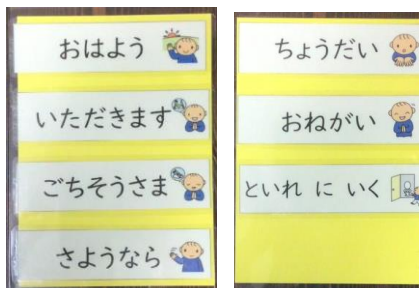 おはよう
いただきます
ごちそうさま
さようなら
ちょうだい
おねがい
といれ に いく